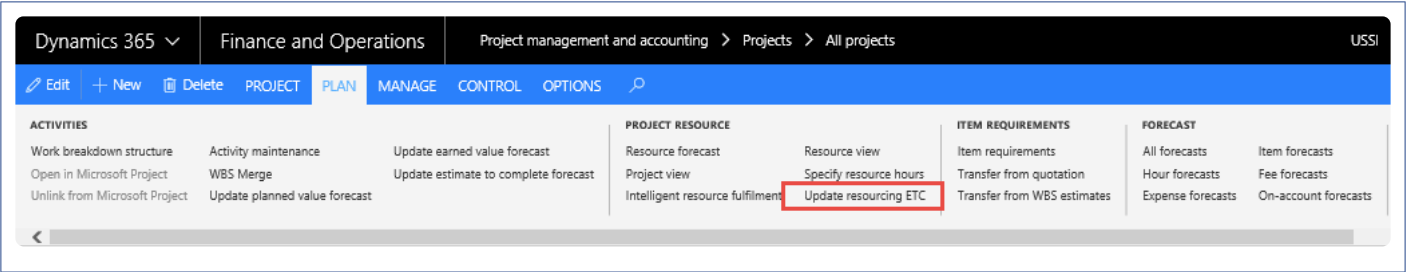 Dynamics 365 Finance and Operations Project management and accounting > Projects > All projects USSI
Edit New Delete PROJECT PLAN MANAGE CONTROL OPTIONS
ACTIVITIES PROJECT RESOURCE ITEM REQUIREMENTS FORECAST
Work breakdown structure Activity maintenance Update earned value forecast Resource forecast Resource view Item requirements All forecasts Item forecasts
Open in Microsoft Project WBS Merge Update estimate to complete forecast Project view Specify resource hours Transfer from quotation Hour forecasts Fee forecasts
Unlink from Microsoft Project Update planned value forecast Intelligent resource fulfilment Update resourcing ETC Transfer from WBS estimates Expense forecasts On-account forecasts